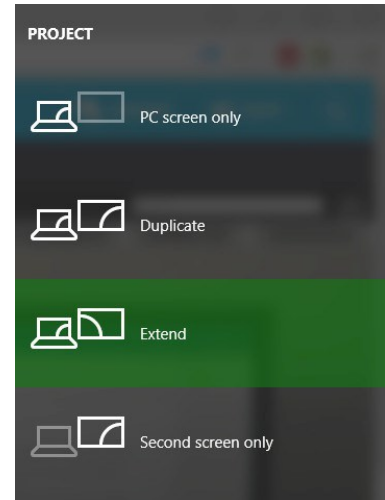 PROJECT
PC screen only
Duplicate
Extend
Second screen only